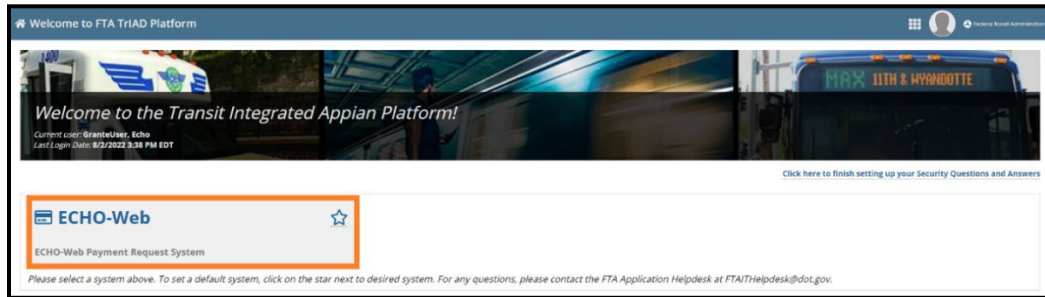 Welcome to FTA TrIAD Platform
Federal Transit Administration
1400
MAX 11TH & WYANDOTTE
Welcome to the Transit Integrated Appian Platform!
Current user: GranteUser, Echo
Last Login Date: 8/2/2022 3:38 PM EDT
Click here to finish setting up your Security Questions and Answers
ECHO-Web
ECHO-Web Payment Request System
Please select a system above. To set a default system, click on the star next to desired system. For any questions, please contact the FTA Application Helpdesk at FTAITHelpdesk@dot.gov.